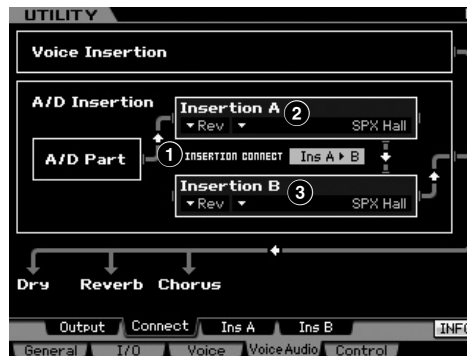 UTILITY
Voice Insertion
A/D Insertion
Insertion A
2
▼Rev ▼ SPX Hall
A/D Part
1
INSERTION CONNECT Ins A▶B
Insertion B
3
▼Rev ▼ SPX Hall
Dry Reverb Chorus
Output Connect Ins A Ins B
General I/O Voice Voice Audio Control